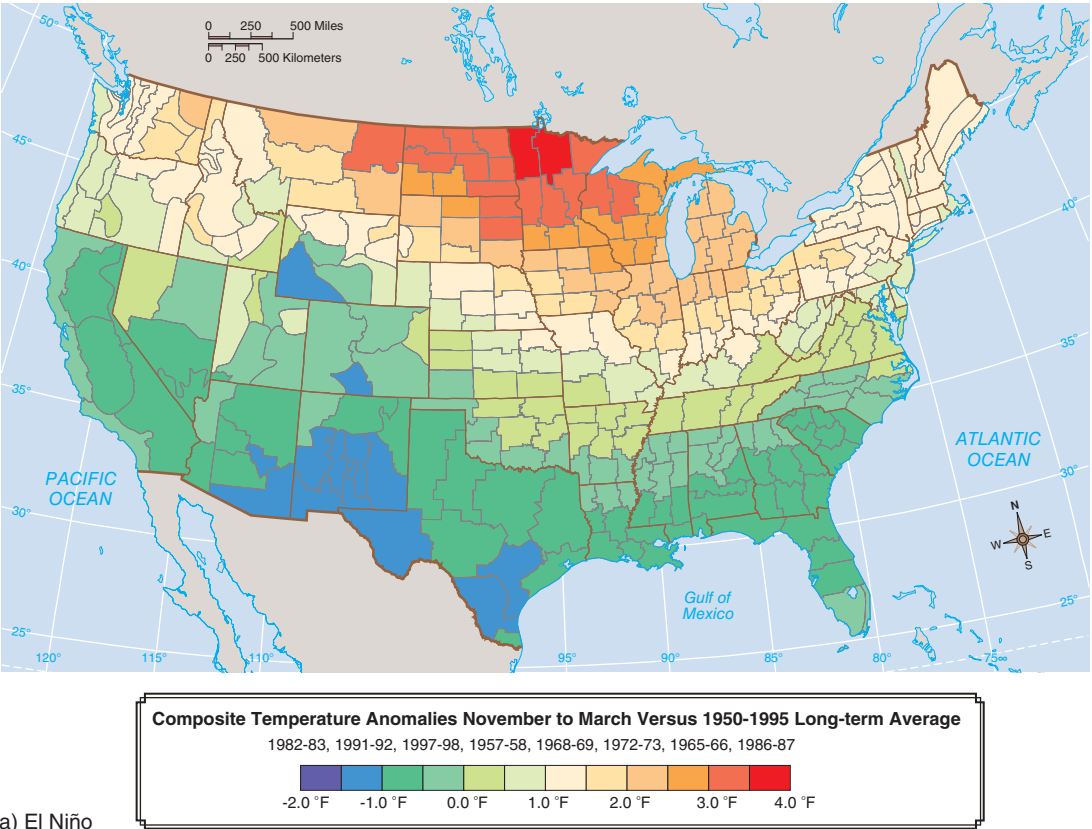 50°
0 250 500 Miles
0 250 500 Kilometers
45°
40°
40°
35°
35°
PACIFIC
OCEAN
ATLANTIC
OCEAN
30°
30°
N
W E
S
Gulf of
Mexico
25°
25°
120° 115° 110° 95° 90° 85° 80° 75°
Composite Temperature Anomalies November to March Versus 1950-1995 Long-term Average
1982-83, 1991-92, 1997-98, 1957-58, 1968-69, 1972-73, 1965-66, 1986-87
-2.0 °F -1.0 °F 0.0 °F 1.0 °F 2.0 °F 3.0 °F 4.0 °F
a) El Niño